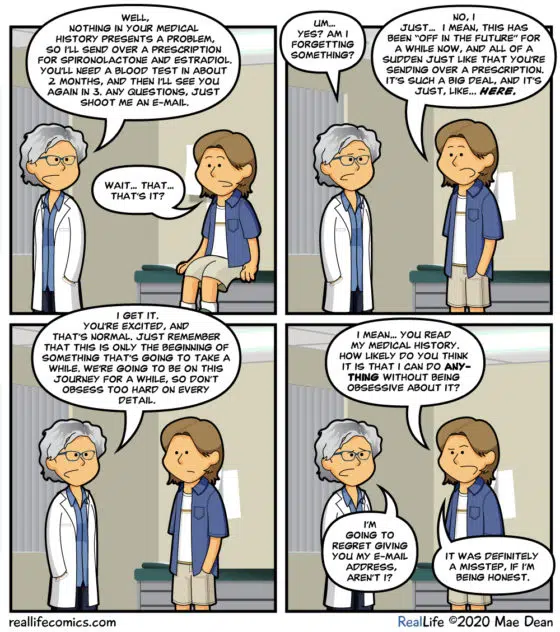 WELL,
NOTHING IN YOUR MEDICAL
HISTORY PRESENTS A PROBLEM,
SO I'LL SEND OVER A PRESCRIPTION
FOR SPIRONOLACTONE AND ESTRADIOL.
YOU'LL NEED A BLOOD TEST IN ABOUT
2 MONTHS, AND THEN I'LL SEE YOU
AGAIN IN 3. ANY QUESTIONS, JUST
SHOOT ME AN E-MAIL.
WAIT... THAT...
THAT'S IT?
UM...
YES? AM I
FORGETTING
SOMETHING?
NO, I
JUST... I MEAN, THIS HAS
BEEN "OFF IN THE FUTURE" FOR
A WHILE NOW, AND ALL OF A
SUDDEN JUST LIKE THAT YOU'RE
SENDING OVER A PRESCRIPTION.
IT'S SUCH A BIG DEAL, AND IT'S
JUST, LIKE... HERE.
I GET IT.
YOU'RE EXCITED, AND
THAT'S NORMAL. JUST REMEMBER
THAT THIS IS ONLY THE BEGINNING OF
SOMETHING THAT'S GOING TO TAKE A
WHILE. WE'RE GOING TO BE ON THIS
JOURNEY FOR A WHILE, SO DON'T
OBSESS TOO HARD ON EVERY
DETAIL.
I MEAN... YOU READ
MY MEDICAL HISTORY.
HOW LIKELY DO YOU THINK
IT IS THAT I CAN DO ANY-
THING WITHOUT BEING
OBSESSIVE ABOUT IT?
I'M
GOING TO
REGRET GIVING
YOU MY E-MAIL
ADDRESS,
AREN'T I?
IT WAS DEFINITELY
A MISSTEP, IF I'M
BEING HONEST.
reallifecomics.com
RealLife ©2020 Mae Dean